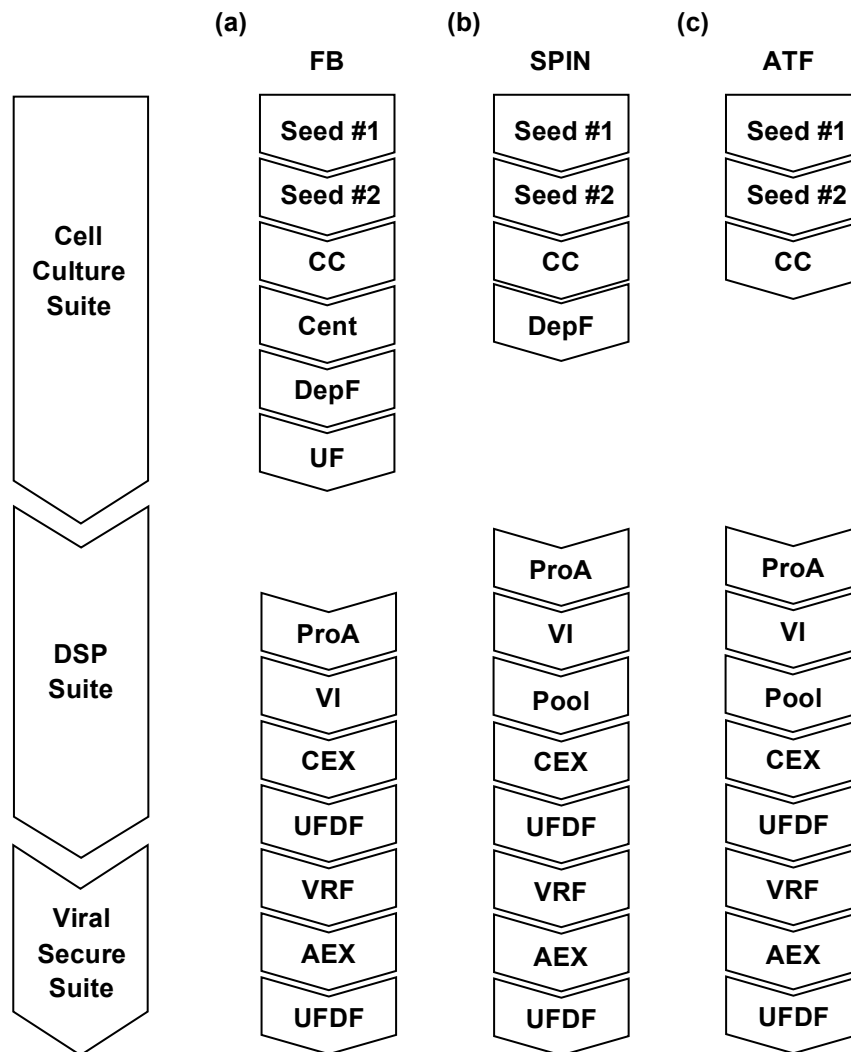 (a)
(b)
(c)
FB
SPIN
ATF
Cell
Culture
Suite
DSP
Suite
Viral
Secure
Suite
Seed #1
Seed #2
CC
Cent
DepF
UF
ProA
VI
CEX
UFDF
VRF
AEX
UFDF
Seed #1
Seed #2
CC
DepF
ProA
VI
Pool
CEX
UFDF
VRF
AEX
UFDF
Seed #1
Seed #2
CC
ProA
VI
Pool
CEX
UFDF
VRF
AEX
UFDF